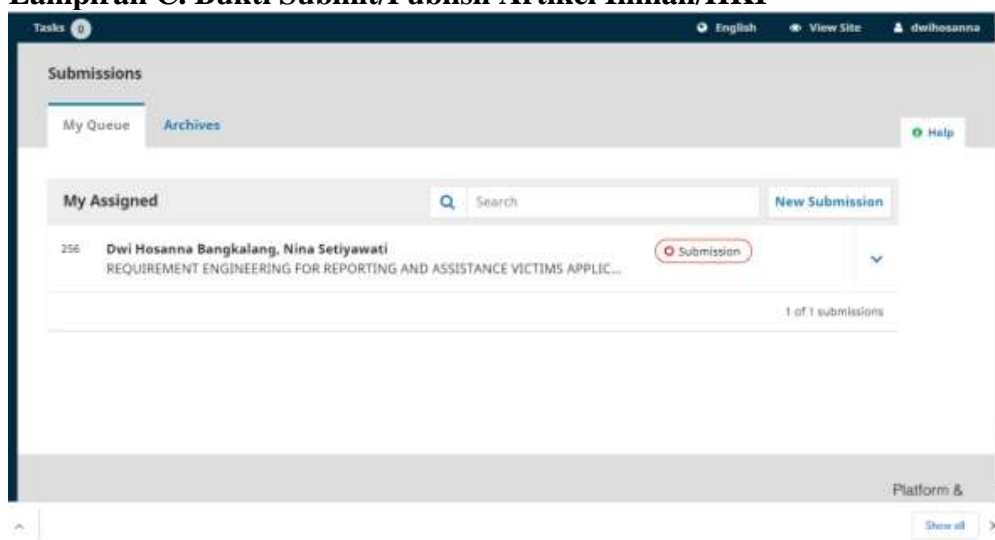 Lampiran C. Bukti Submit/Publish Artikel Ilmiah/HKI
Tasks 0 English View Site dwihosanna
Submissions
My Queue Archives Help
My Assigned Search New Submission
256 Dwi Hosanna Bangkalang, Nina Setiyawati Submission
REQUIREMENT ENGINEERING FOR REPORTING AND ASSISTANCE VICTIMS APPLIC...
1 of 1 submissions
Platform &
Show all